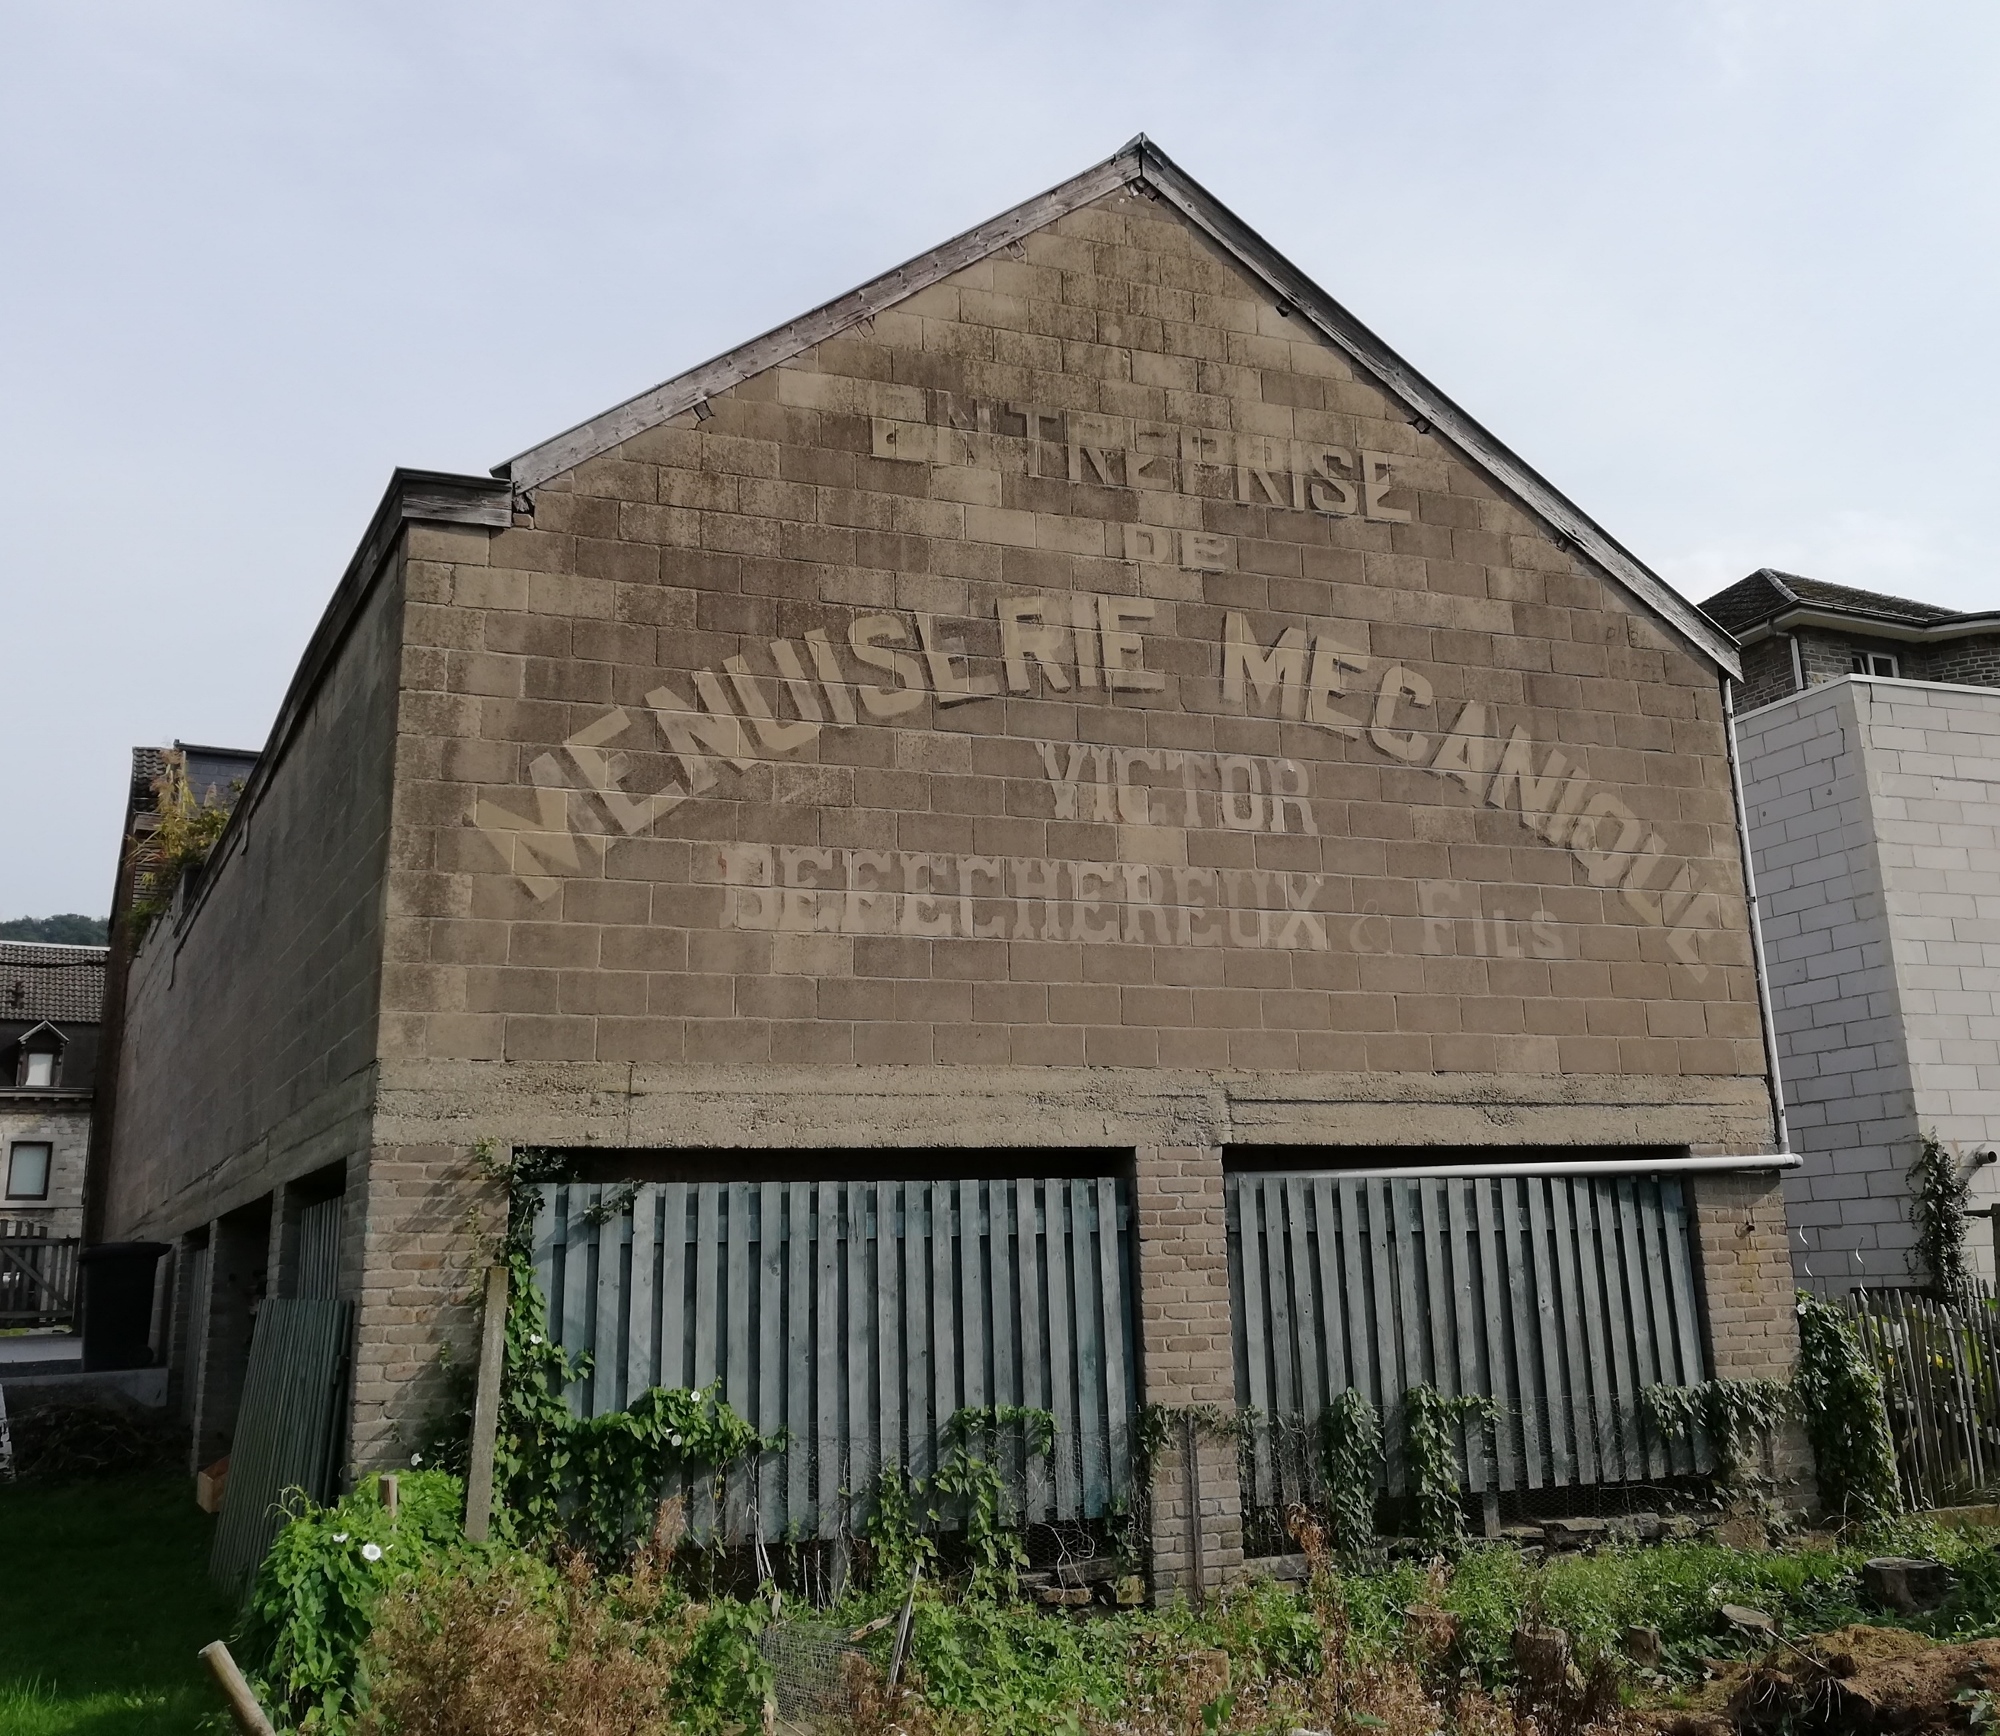 ENTREPRISE
DE
MENUISERIE MECANIQUE
VICTOR
DEFECHEREUX & FILS